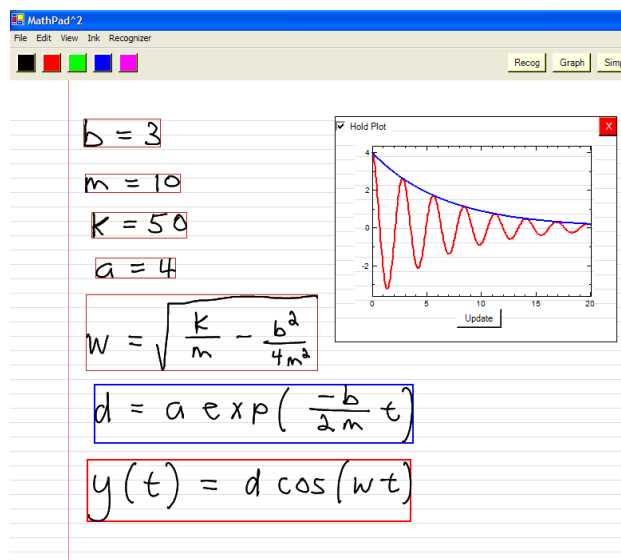 MathPad^2
File Edit View Ink Recognizer
Recog Graph Simp
b = 3
m = 10
k = 50
a = 4
w = √(k/m - b²/4m²)
d = a exp(-b/2m t)
y(t) = d cos(wt)
Hold Plot X
4
2
0
-2
0 5 10 15 20
Update